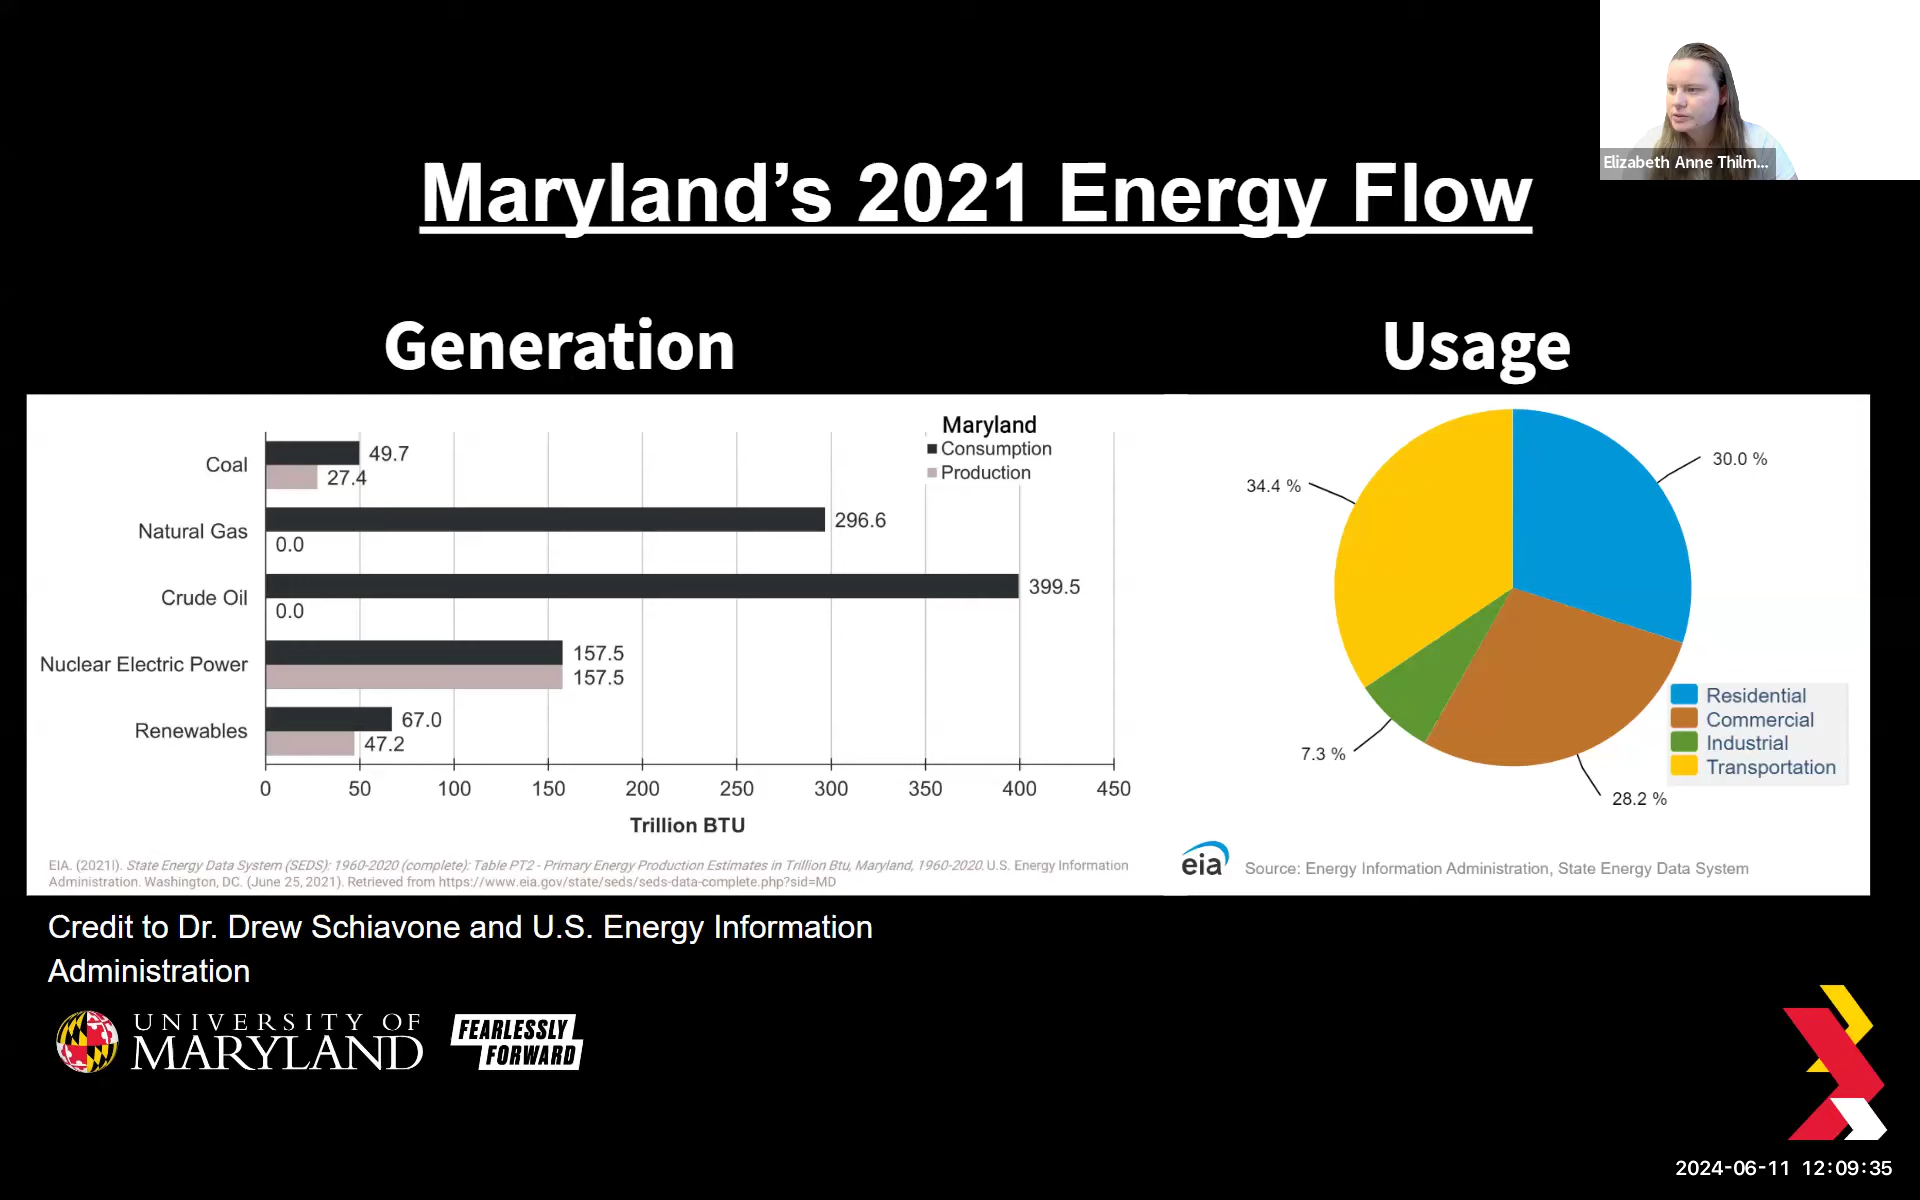 Elizabeth Anne Thilm...
Maryland’s 2021 Energy Flow
Generation
Usage
Maryland
Consumption
Production
Coal
49.7
27.4
Natural Gas
296.6
0.0
Crude Oil
399.5
0.0
Nuclear Electric Power
157.5
157.5
Renewables
67.0
47.2
0 50 100 150 200 250 300 350 400 450
Trillion BTU
EIA. (2021l). State Energy Data System (SEDS): 1960-2020 (complete): Table PT2 - Primary Energy Production Estimates in Trillion Btu, Maryland, 1960-2020. U.S. Energy Information
Administration. Washington, DC. (June 25, 2021). Retrieved from https://www.eia.gov/state/seds/seds-data-complete.php?sid=MD
30.0 %
34.4 %
7.3 %
28.2 %
Residential
Commercial
Industrial
Transportation
eia
Source: Energy Information Administration, State Energy Data System
Credit to Dr. Drew Schiavone and U.S. Energy Information
Administration
UNIVERSITY OF
MARYLAND
FEARLESSLY
FORWARD
2024-06-11 12:09:35